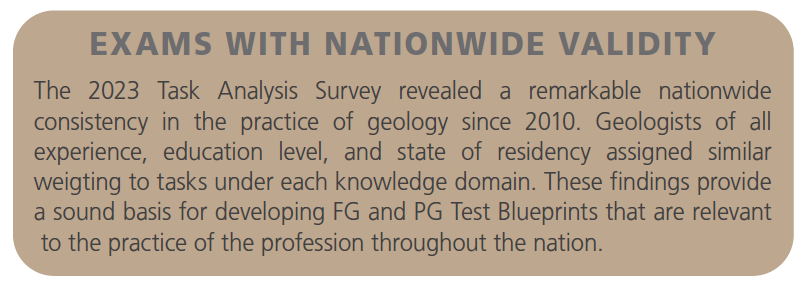 EXAMS WITH NATIONWIDE VALIDITY
The 2023 Task Analysis Survey revealed a remarkable nationwide
consistency in the practice of geology since 2010. Geologists of all
experience, education level, and state of residency assigned similar
weigting to tasks under each knowledge domain. These findings provide
a sound basis for developing FG and PG Test Blueprints that are relevant
to the practice of the profession throughout the nation.